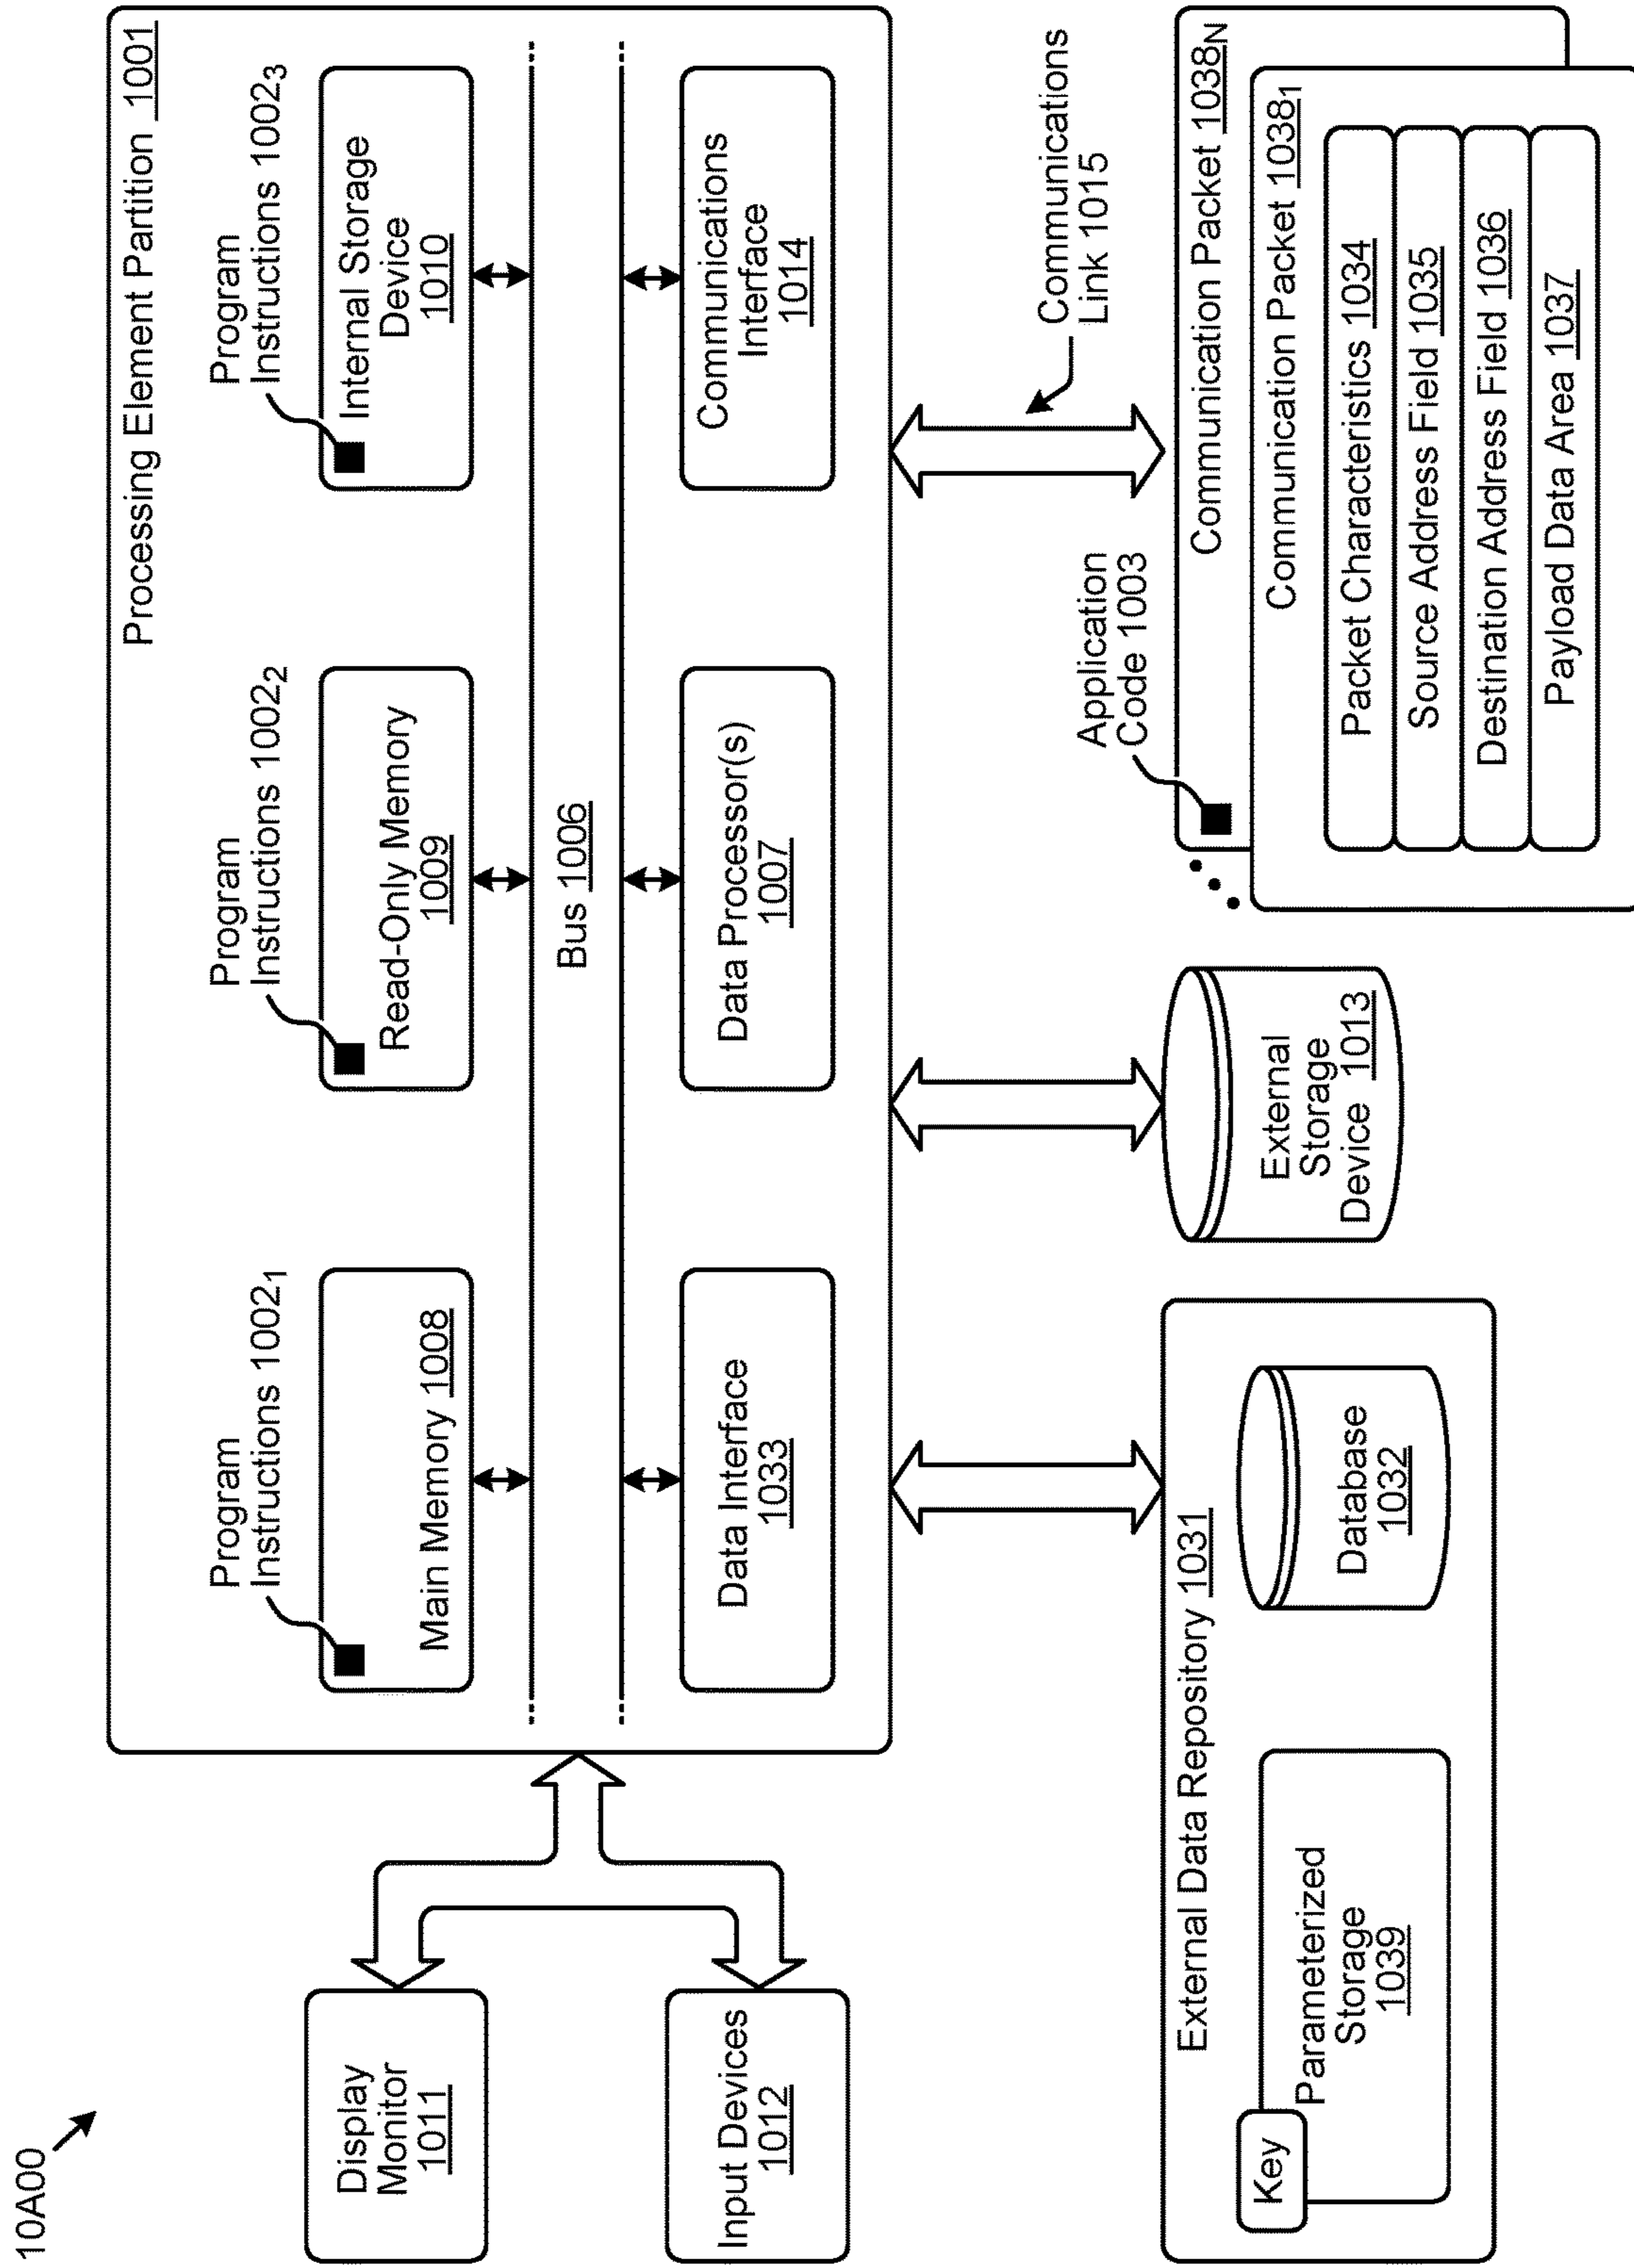 10A00
Processing Element Partition 1001
Program
Instructions 1002₁
Program
Instructions 1002₂
Program
Instructions 1002₃
Main Memory 1008
Read-Only Memory
1009
Internal Storage
Device
1010
Bus 1006
Data Interface
1033
Data Processor(s)
1007
Communications
Interface
1014
Display
Monitor
1011
Input Devices
1012
Communications
Link 1015
External Data Repository 1031
Key
Parameterized
Storage
1039
Database
1032
External
Storage
Device 1013
Application
Code 1003
Communication Packet 1038N
Communication Packet 1038₁
Packet Characteristics 1034
Source Address Field 1035
Destination Address Field 1036
Payload Data Area 1037